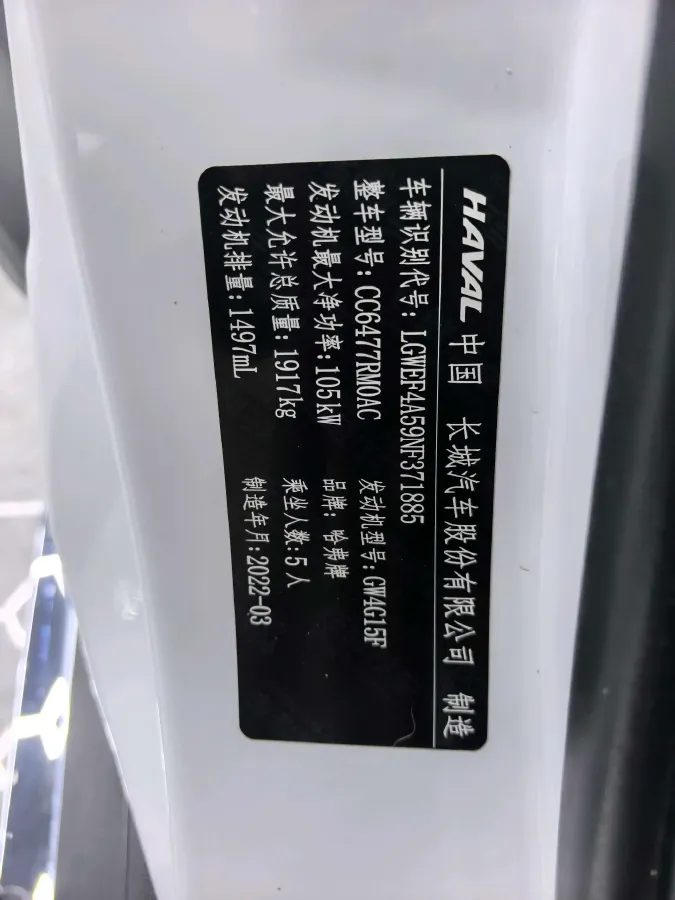 HAVAL 中国 长城汽车股份有限公司 制造
车辆识别代号:LGWEF4A59NF371885
整车型号:CC6477RM0AC 发动机型号:GW4G15F
发动机最大净功率:105kW 品牌:哈弗牌
最大允许总质量:1917kg 乘坐人数:5人
发动机排量:1497mL 制造年月:2022-03